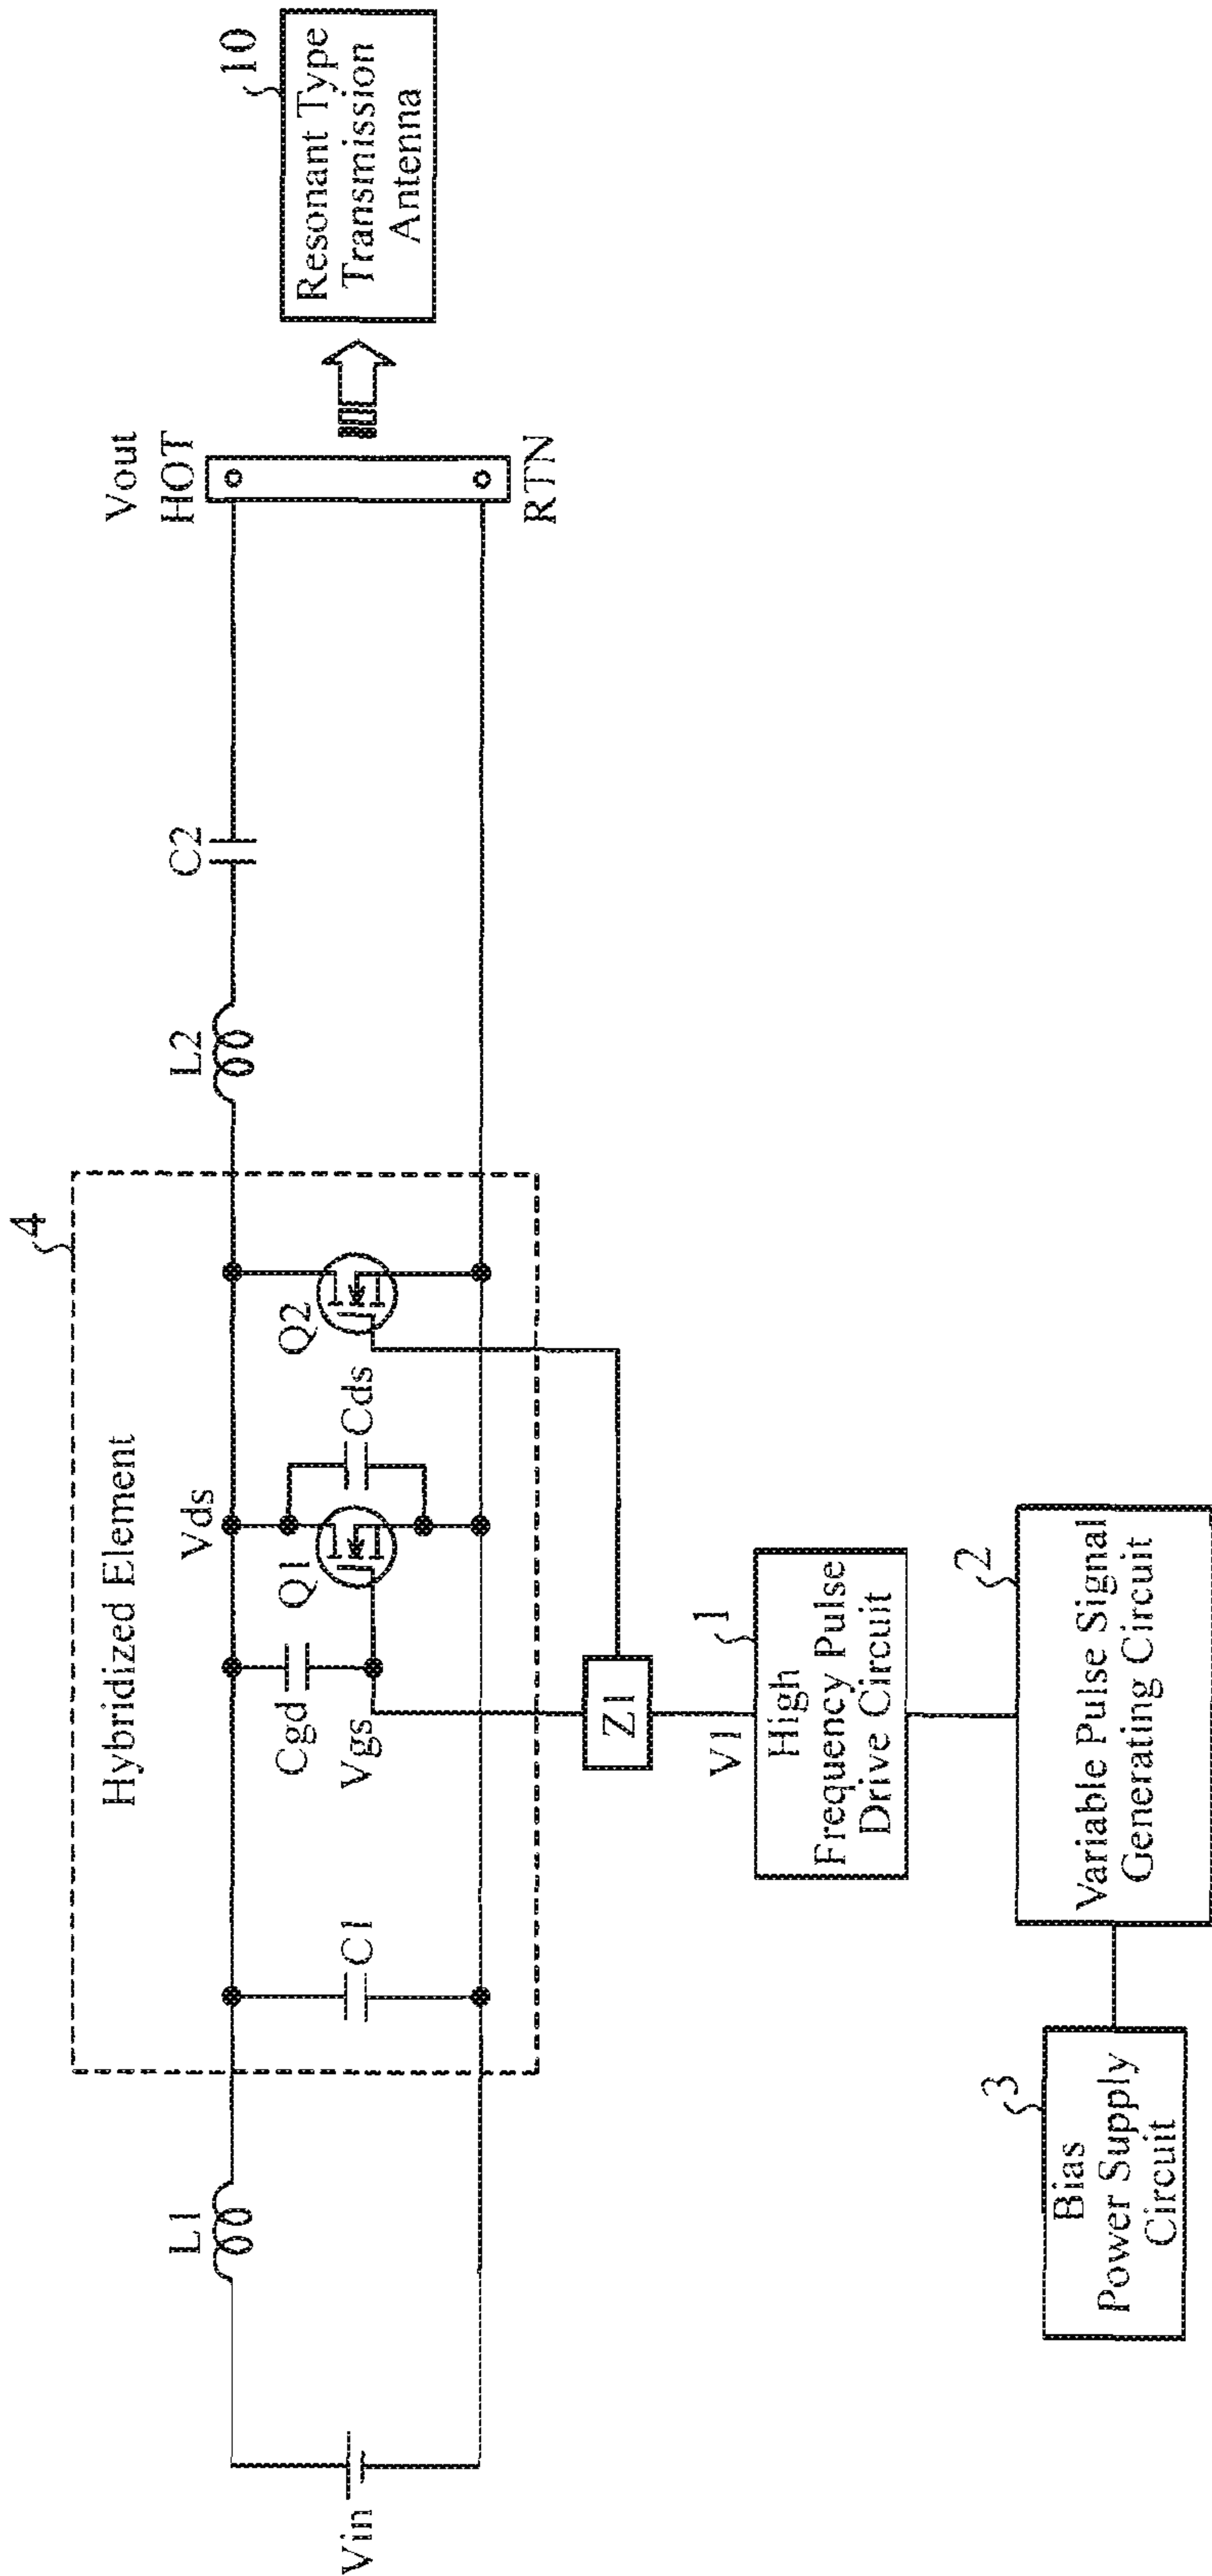 4
Hybridized Element
Vin
L1
C1
Cgd
Vgs
Vds
Q1
Cds
Q2
L2
C2
Vout
HOT
RTN
10
Resonant Type
Transmission
Antenna
Z1
V1
1
High
Frequency Pulse
Drive Circuit
2
Variable Pulse Signal
Generating Circuit
3
Bias
Power Supply
Circuit